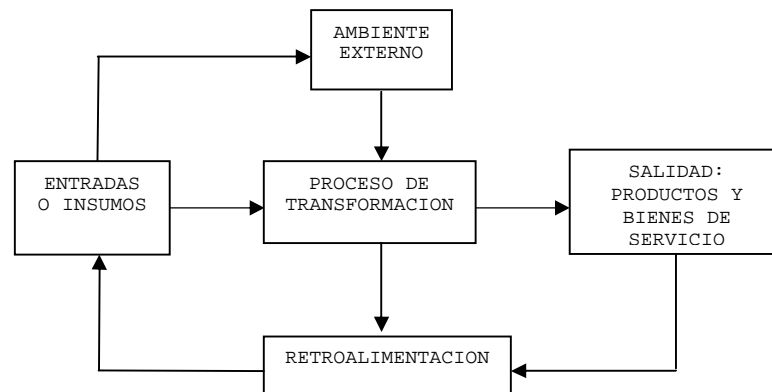 AMBIENTE
EXTERNO
ENTRADAS
O INSUMOS
PROCESO DE
TRANSFORMACION
SALIDAD:
PRODUCTOS Y
BIENES DE
SERVICIO
RETROALIMENTACION